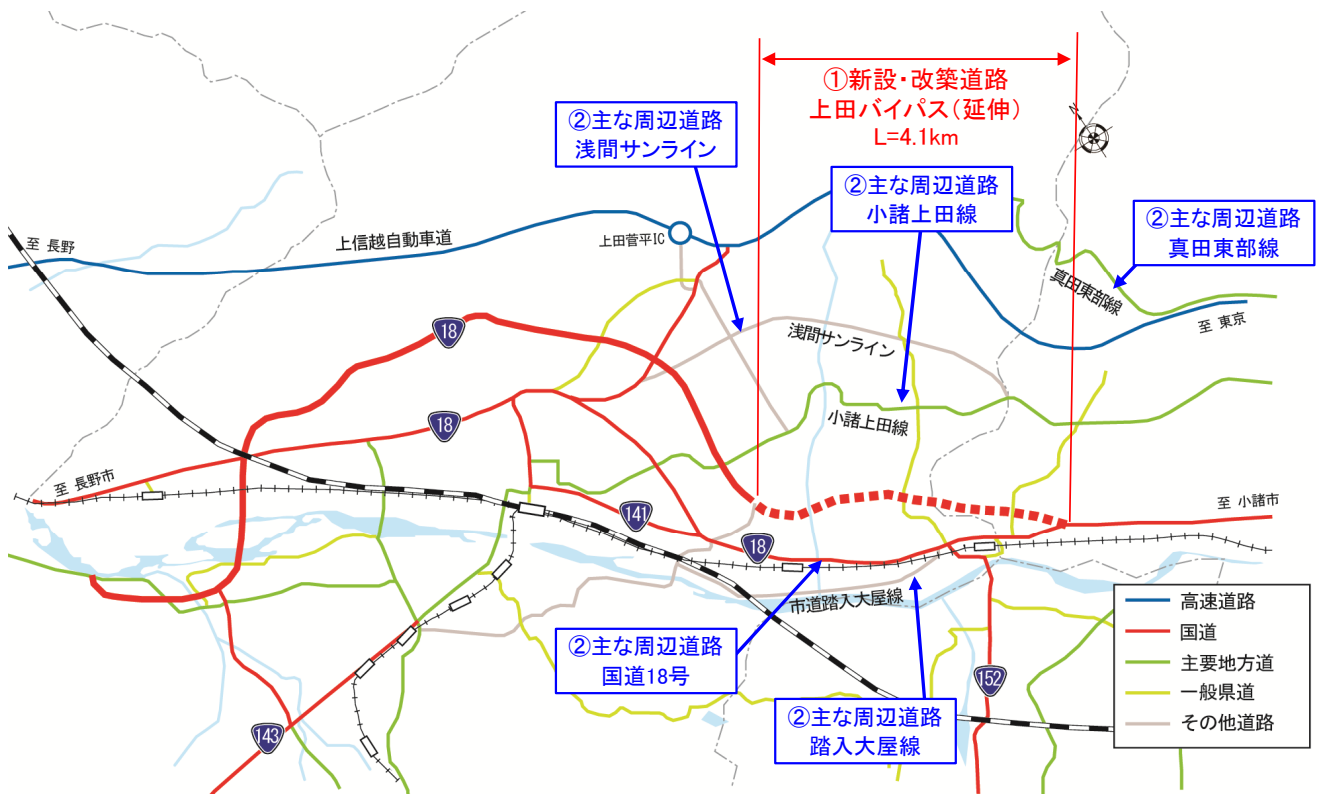 ①新設・改築道路
上田バイパス（延伸）
L=4.1km
N
②主な周辺道路
浅間サンライン
②主な周辺道路
小諸上田線
②主な周辺道路
真田東部線
至 長野
上信越自動車道
上田菅平IC
真田東部線
至 東京
18
浅間サンライン
18
小諸上田線
至 長野市
141
18
至 小諸市
市道踏入大屋線
②主な周辺道路
国道18号
②主な周辺道路
踏入大屋線
152
143
高速道路
国道
主要地方道
一般県道
その他道路